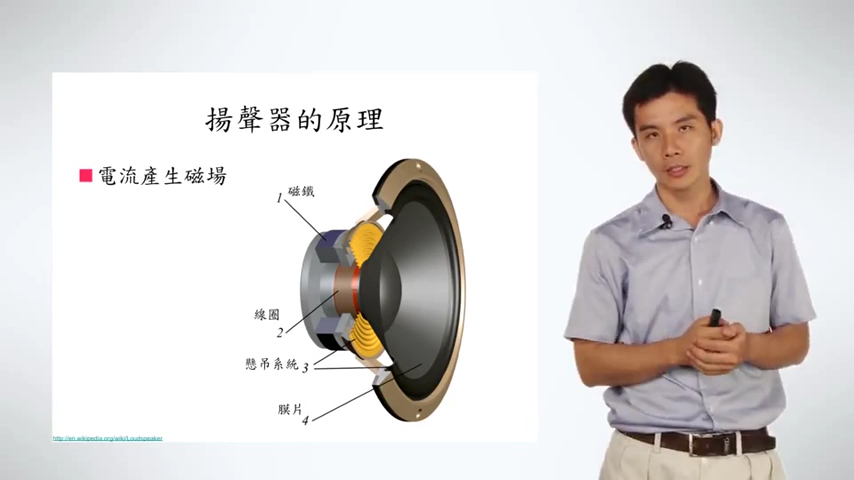 揚聲器的原理
電流產生磁場
1 磁鐵
線圈
2
懸吊系統 3
膜片
4
http://en.wikipedia.org/wiki/Loudspeaker